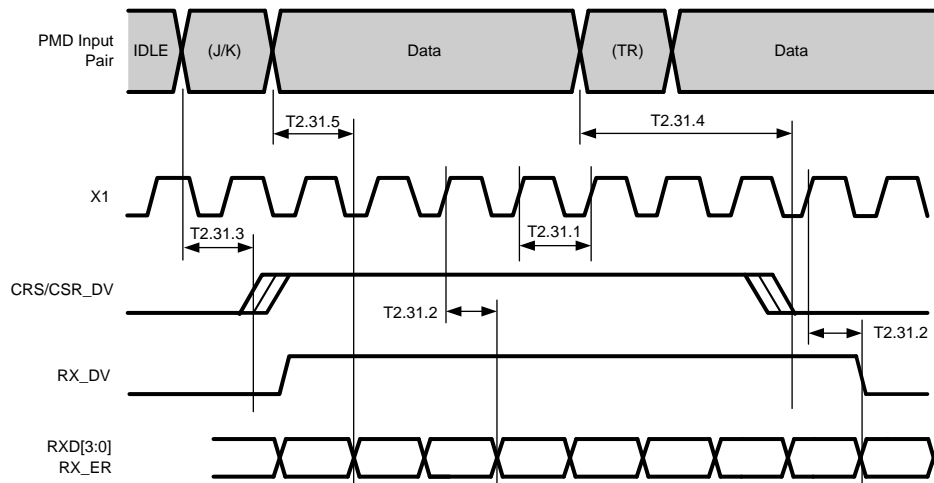 PMD Input
Pair
IDLE
(J/K)
Data
(TR)
Data
T2.31.5
T2.31.4
X1
T2.31.3
T2.31.1
CRS/CSR_DV
T2.31.2
T2.31.2
RX_DV
RXD[3:0]
RX_ER